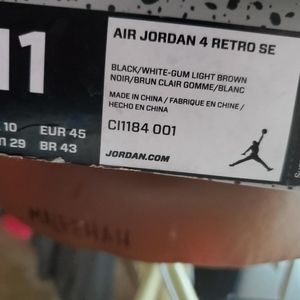 11
AIR JORDAN 4 RETRO SE
BLACK/WHITE-GUM LIGHT BROWN
NOIR/BRUN CLAIR GOMME/BLANC
MADE IN CHINA / FABRIQUE EN CHINE /
HECHO EN CHINA
10 EUR 45
29 BR 43
CI1184 001
JORDAN.COM